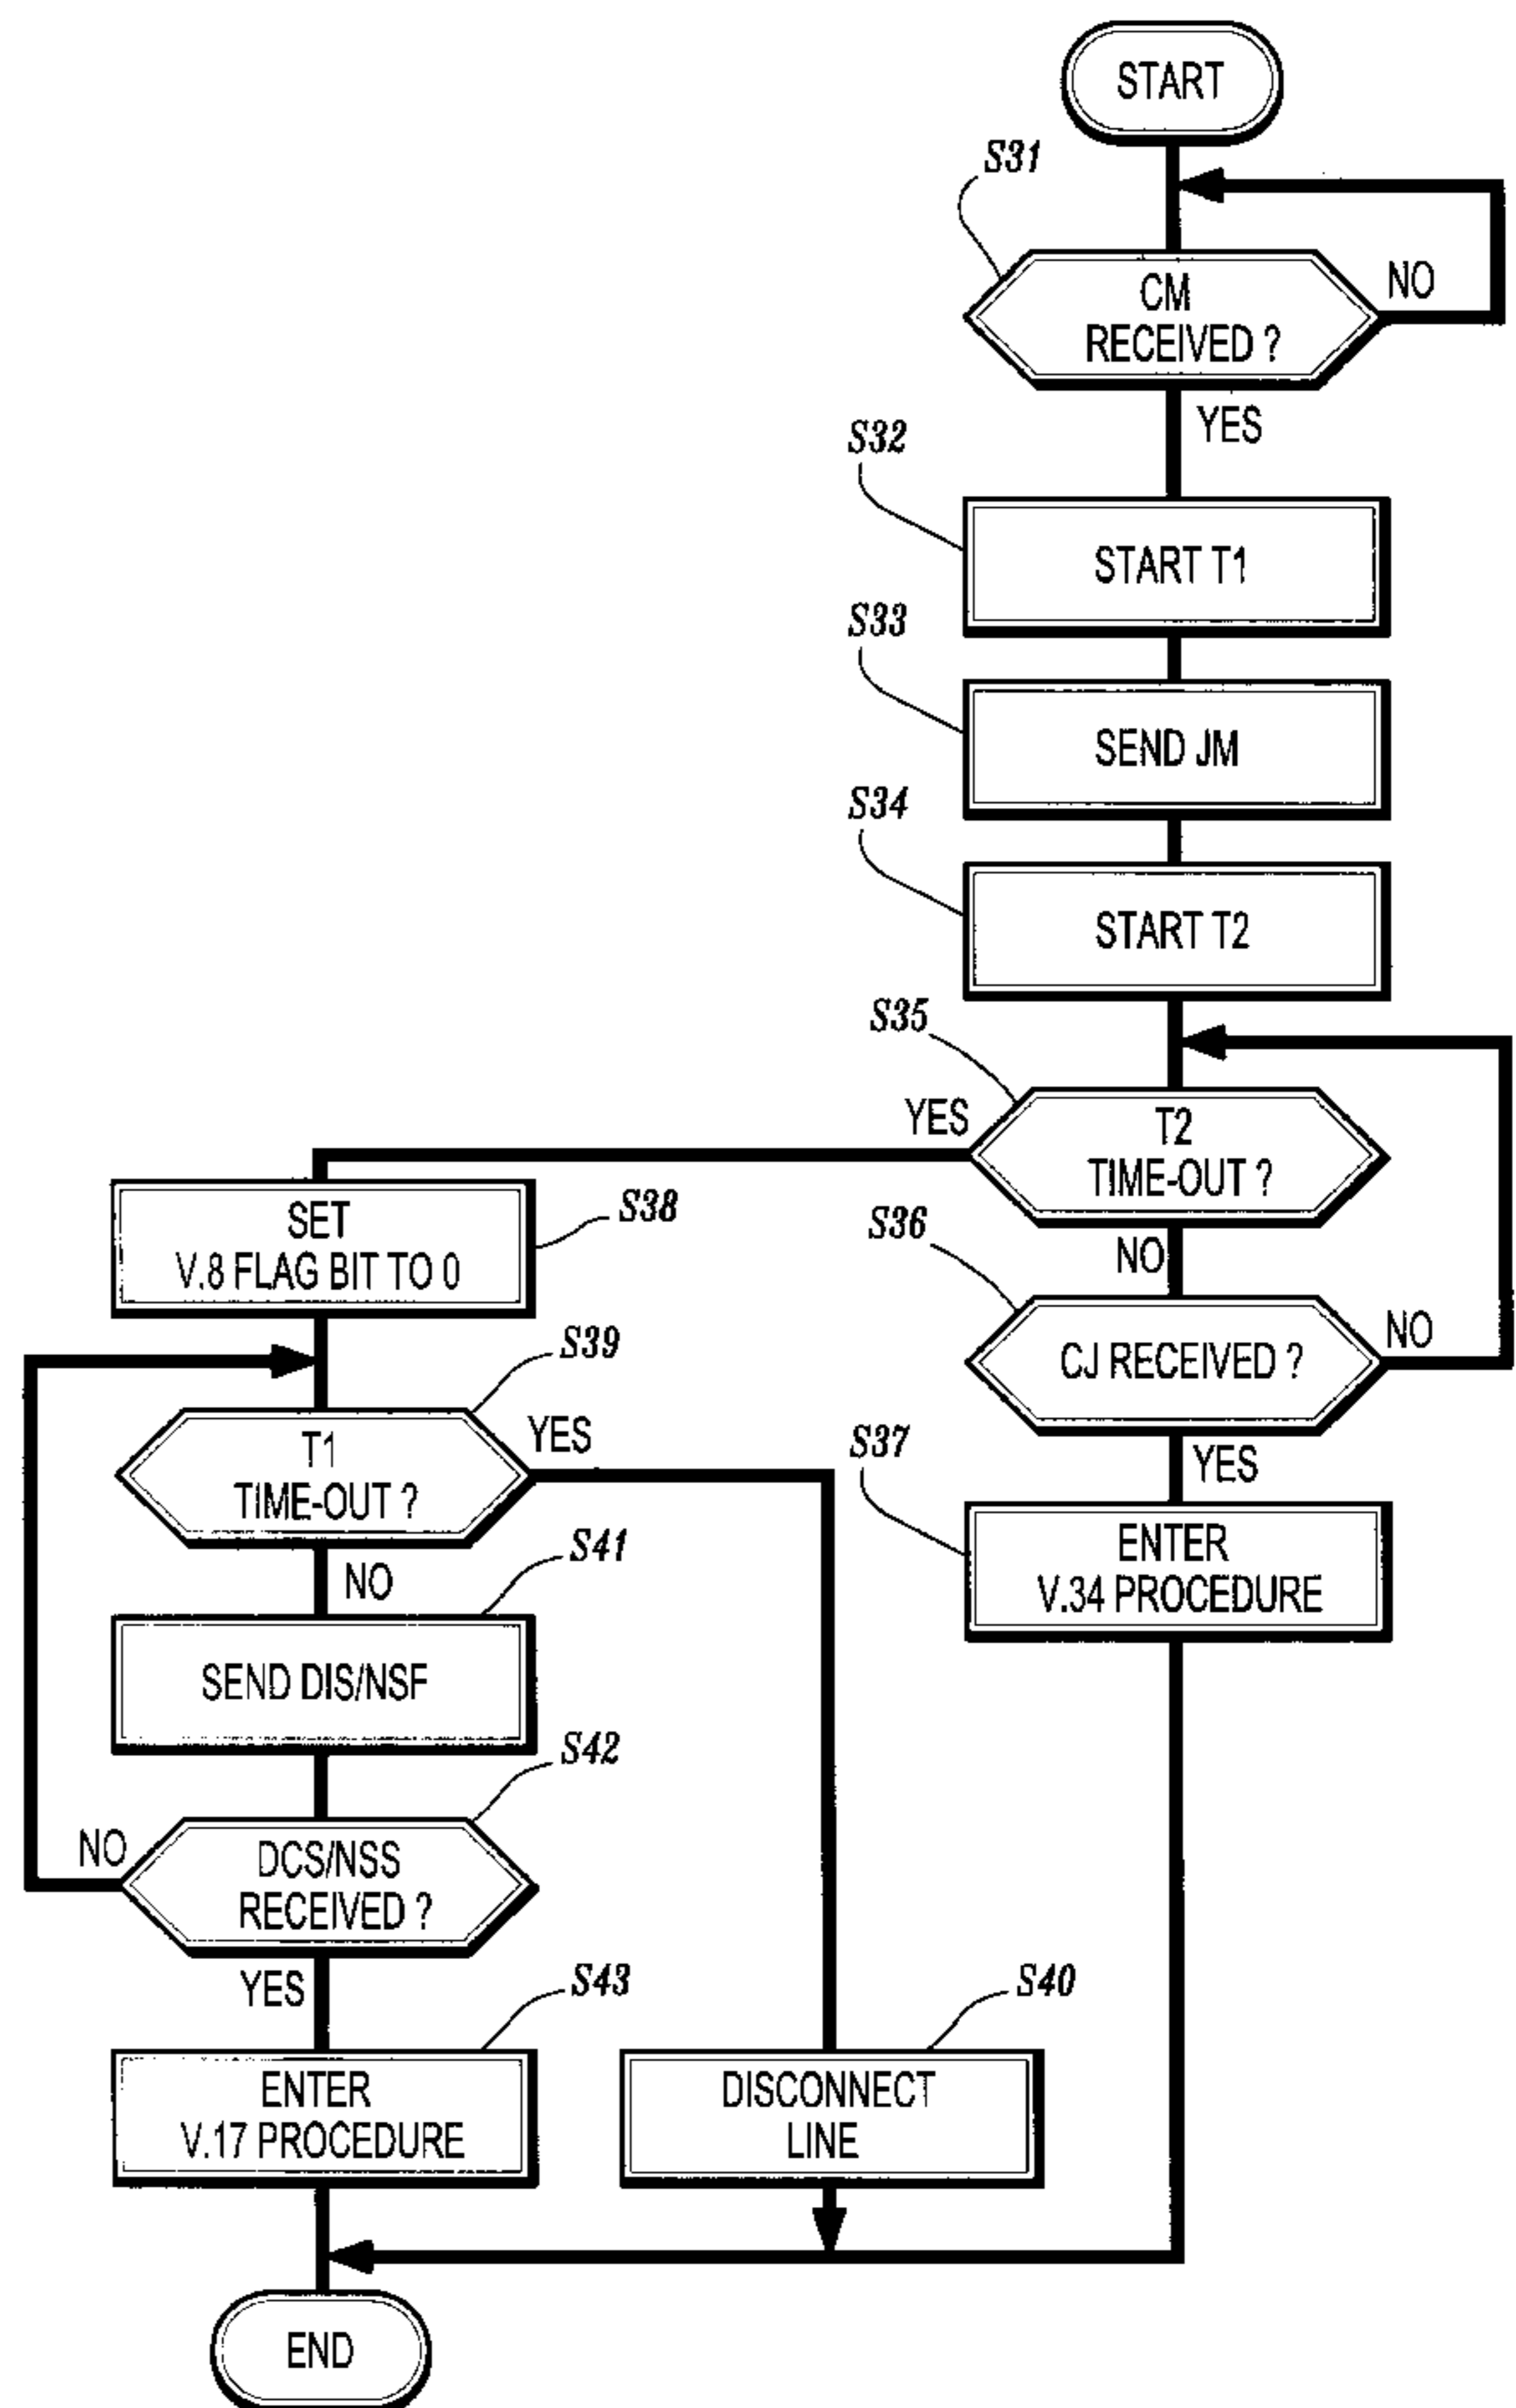 START
S31
CM
RECEIVED ?
NO
YES
S32
START T1
S33
SEND JM
S34
START T2
S35
T2
TIME-OUT ?
YES
NO
S36
CJ RECEIVED ?
NO
YES
S37
ENTER
V.34 PROCEDURE
S38
SET
V.8 FLAG BIT TO 0
S39
T1
TIME-OUT ?
YES
NO
S41
SEND DIS/NSF
S42
DCS/NSS
RECEIVED ?
NO
YES
S43
ENTER
V.17 PROCEDURE
S40
DISCONNECT
LINE
END